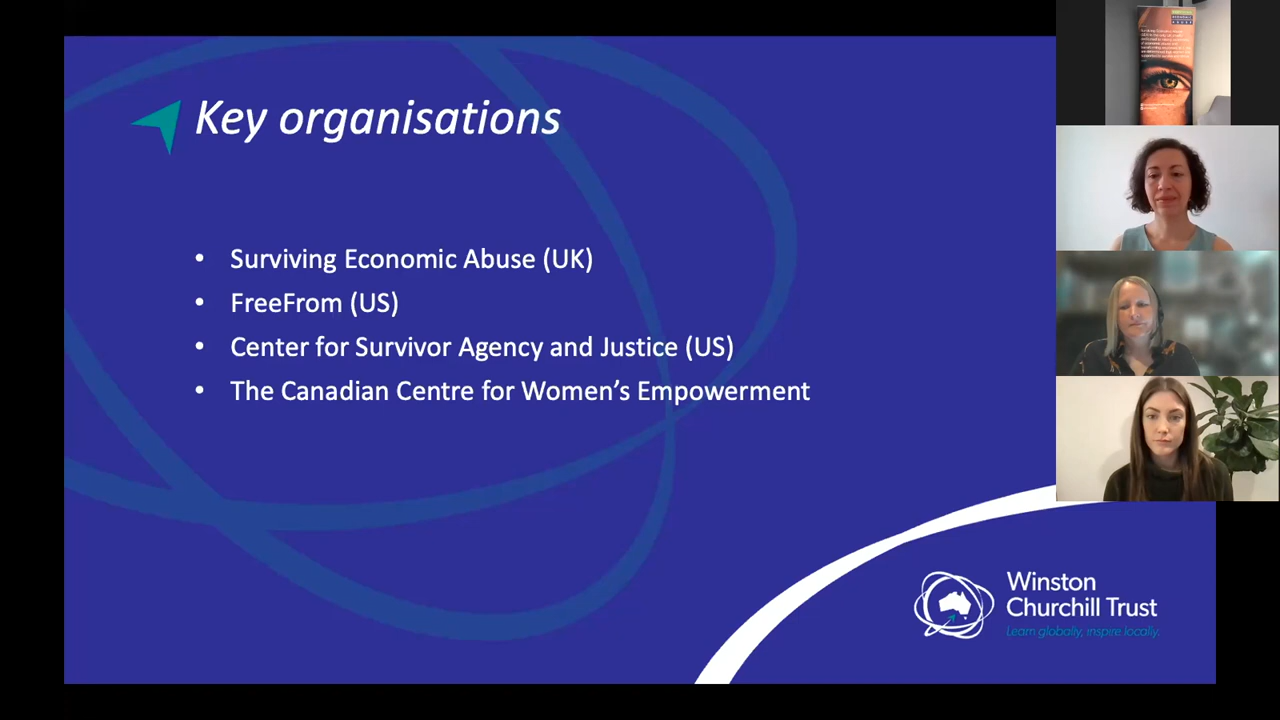 Key organisations
• Surviving Economic Abuse (UK)
• FreeFrom (US)
• Center for Survivor Agency and Justice (US)
• The Canadian Centre for Women’s Empowerment
Winston
Churchill Trust
Learn globally, inspire locally.